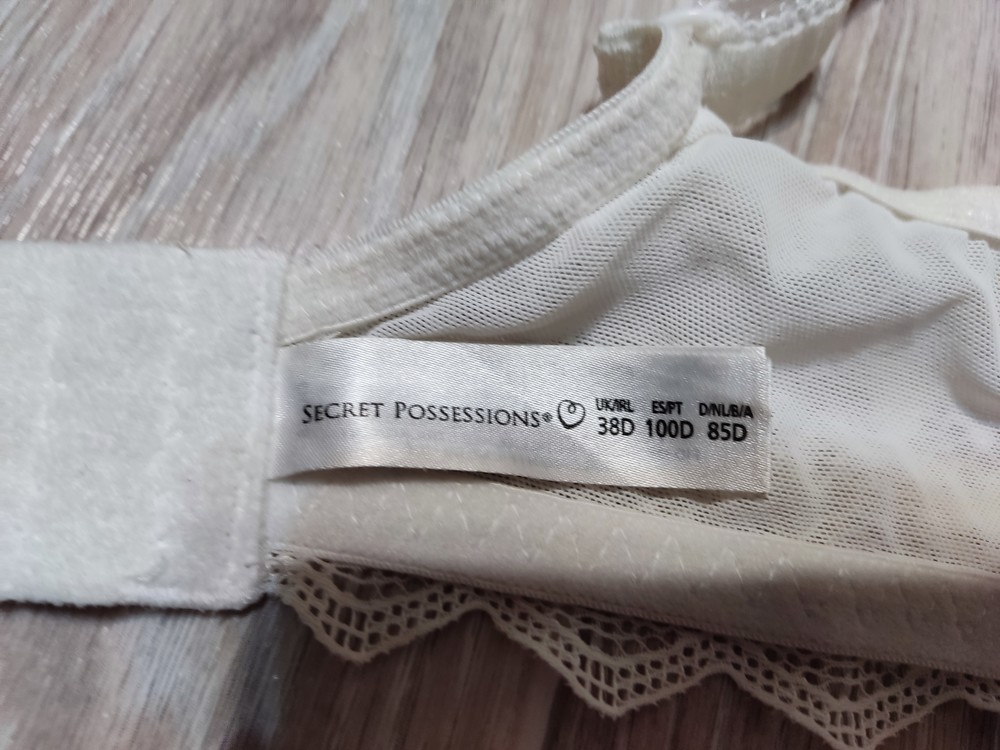 SECRET POSSESSIONS®
UK/IRL ES/PT D/NL/B/A
38D 100D 85D